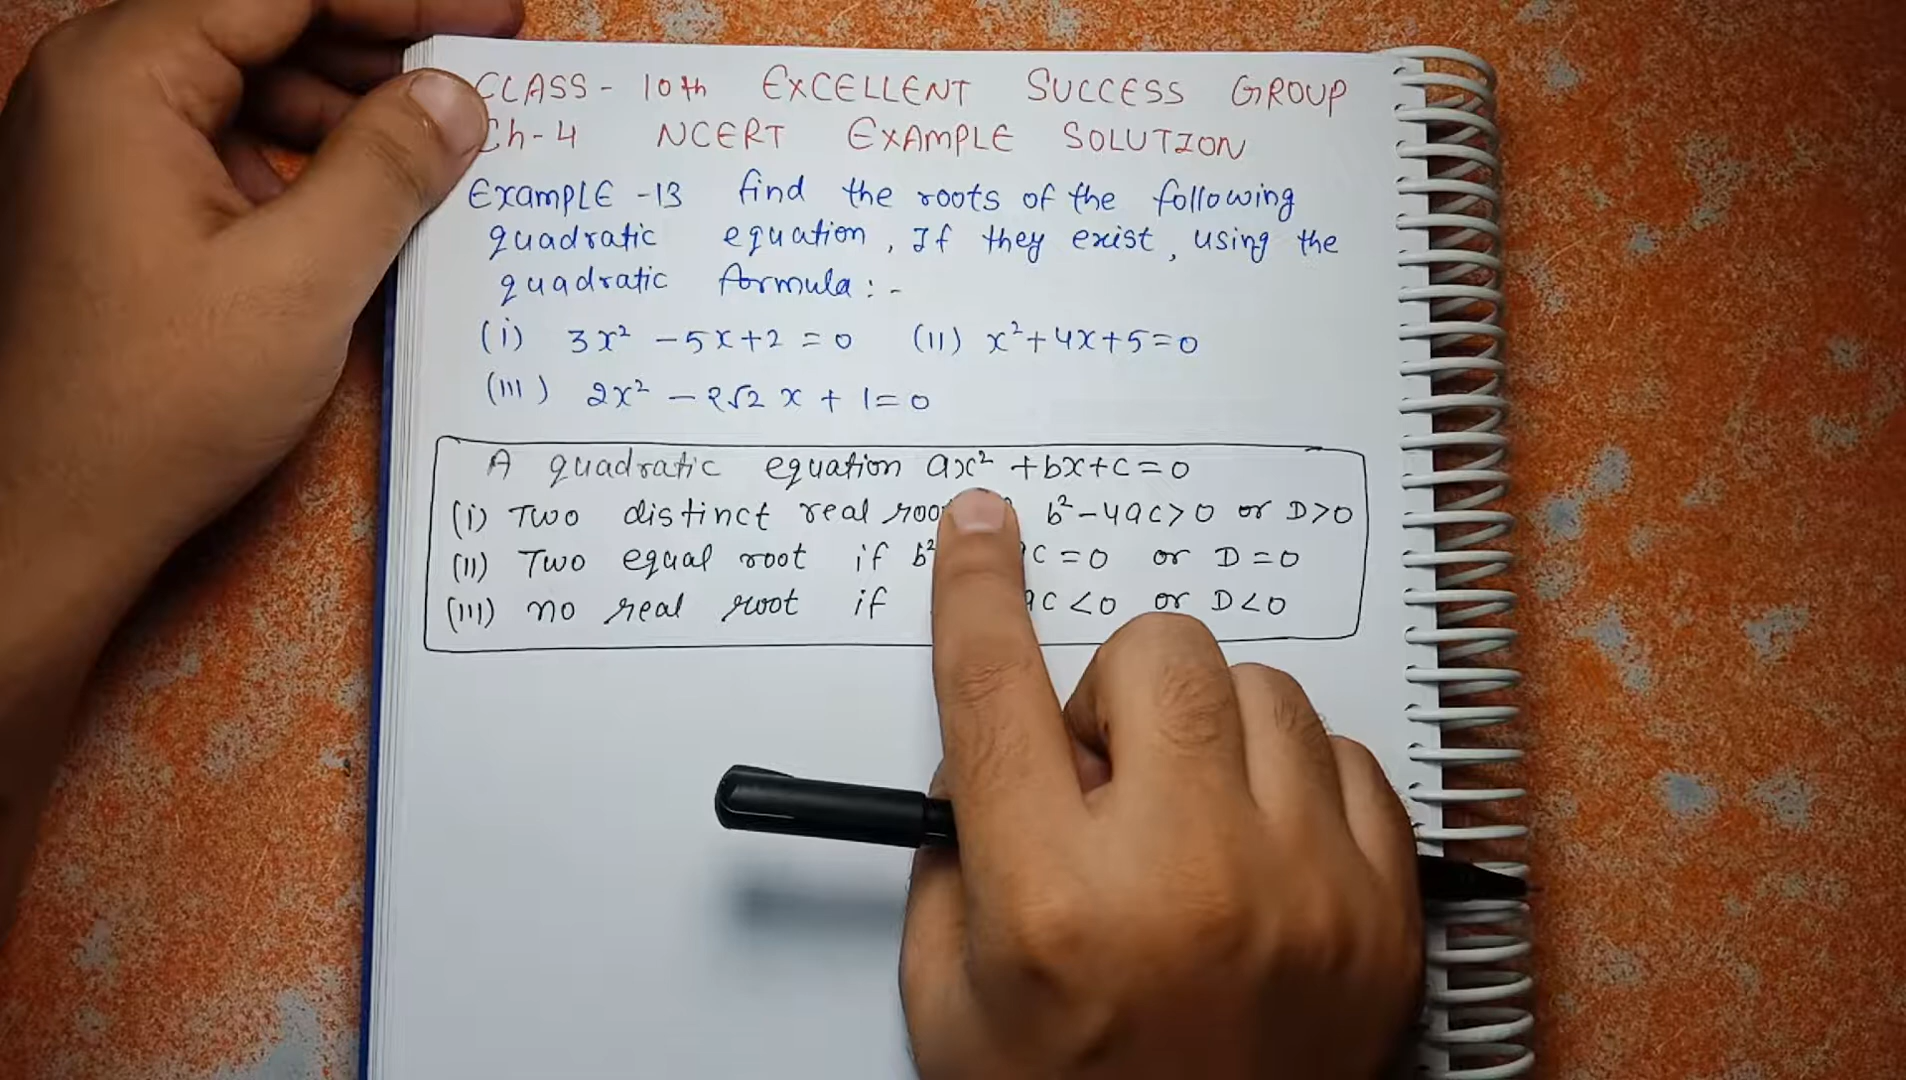 CLASS - 10th EXCELLENT SUCCESS GROUP
Ch-4 NCERT EXAMPLE SOLUTION
EXAMPLE -13 find the roots of the following
quadratic equation, If they exist, using the
quadratic formula:-
(i) 3x² - 5x+2 = 0 (ii) x²+4x+5=0
(iii) 2x² - 2√2 x + 1=0
A quadratic equation ax² +bx+c=0
(i) Two distinct real b²-4ac>0 or D>0
(ii) Two equal root if b² c = 0 or D = 0
(iii) no real root if ac <0 or D<0